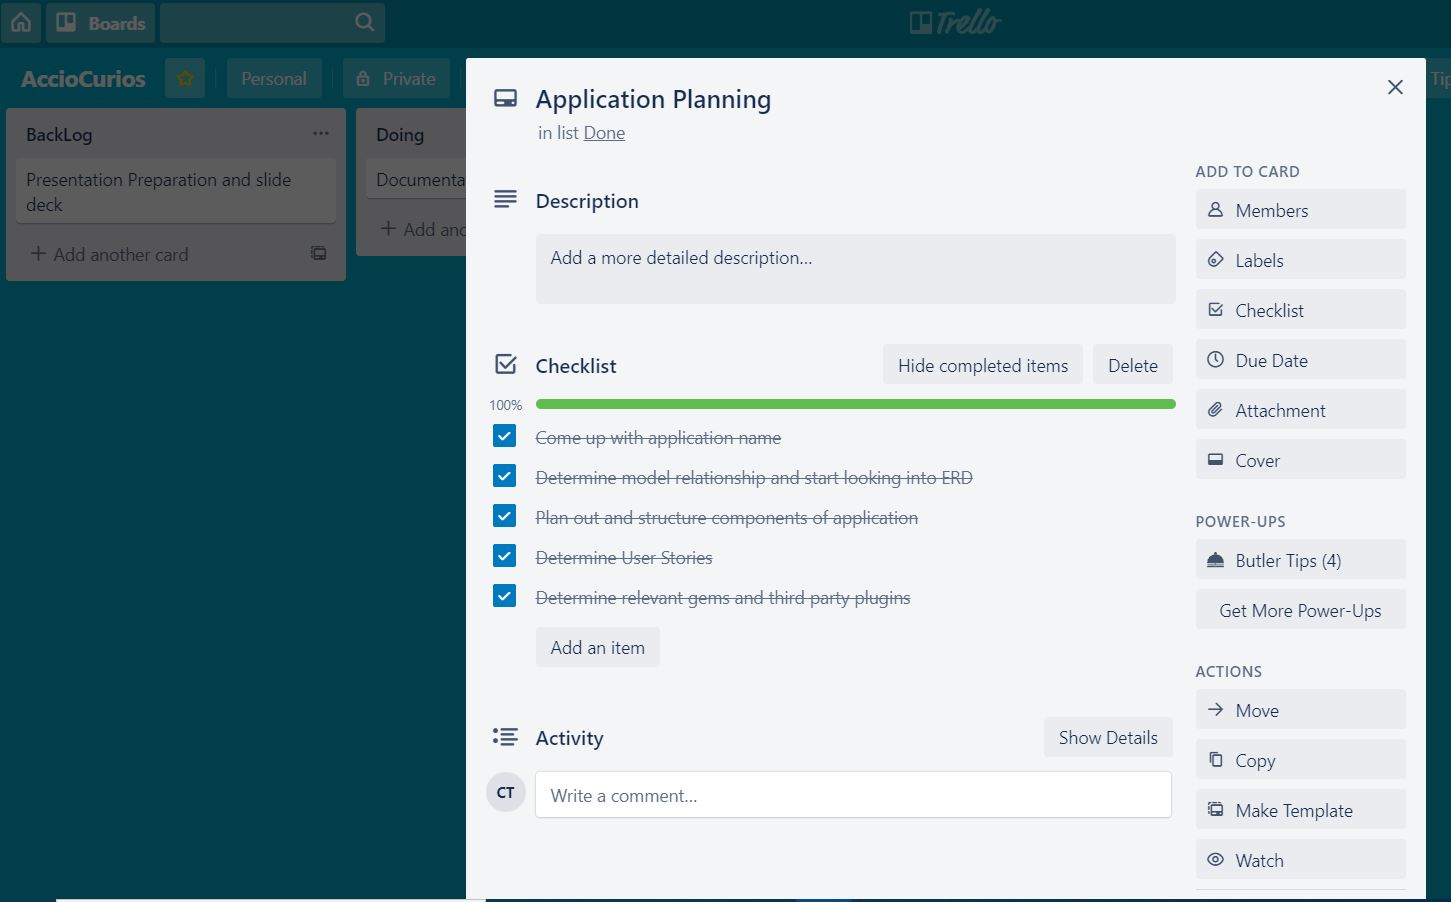 Boards
Trello
AccioCurios
Personal
Private
BackLog
Presentation Preparation and slide
deck
Add another card
Doing
Application Planning
in list Done
Description
Add a more detailed description...
Checklist
Hide completed items
Delete
100%
Come up with application name
Determine model relationship and start looking into ERD
Plan out and structure components of application
Determine User Stories
Determine relevant gems and third party plugins
Add an item
Activity
Show Details
CT
Write a comment...
ADD TO CARD
Members
Labels
Checklist
Due Date
Attachment
Cover
POWER-UPS
Butler Tips (4)
Get More Power-Ups
ACTIONS
Move
Copy
Make Template
Watch